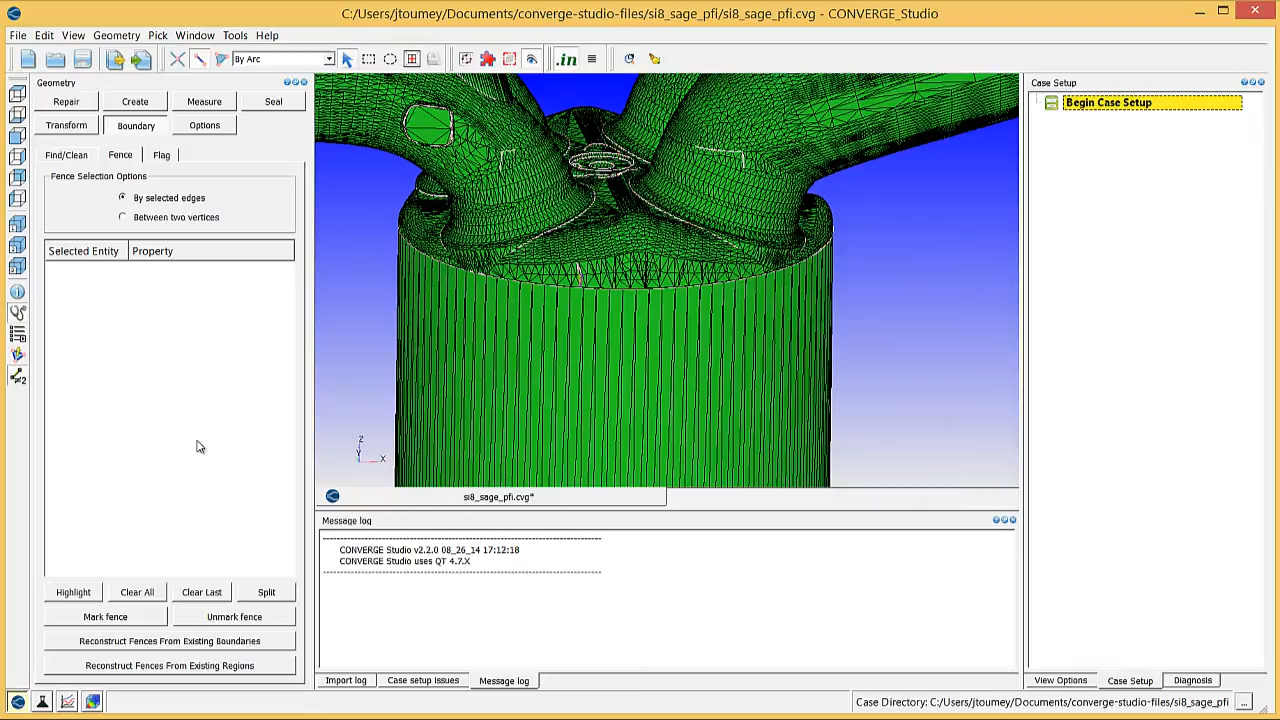 C:/Users/jtoumey/Documents/converge-studio-files/si8_sage_pfi/si8_sage_pfi.cvg - CONVERGE_Studio
File Edit View Geometry Pick Window Tools Help
By Arc
.in
Geometry
Repair Create Measure Seal
Transform Boundary Options
Find/Clean Fence Flag
Fence Selection Options
By selected edges
Between two vertices
Selected Entity Property
Highlight Clear All Clear Last Split
Mark fence Unmark fence
Reconstruct Fences From Existing Boundaries
Reconstruct Fences From Existing Regions
Z
Y X
si8_sage_pfi.cvg*
Message log
CONVERGE Studio v2.2.0 08_26_14 17:12:18
CONVERGE Studio uses QT 4.7.X
Import log Case setup issues Message log
Case Setup
Begin Case Setup
View Options Case Setup Diagnosis
Case Directory: C:/Users/jtoumey/Documents/converge-studio-files/si8_sage_pfi ...